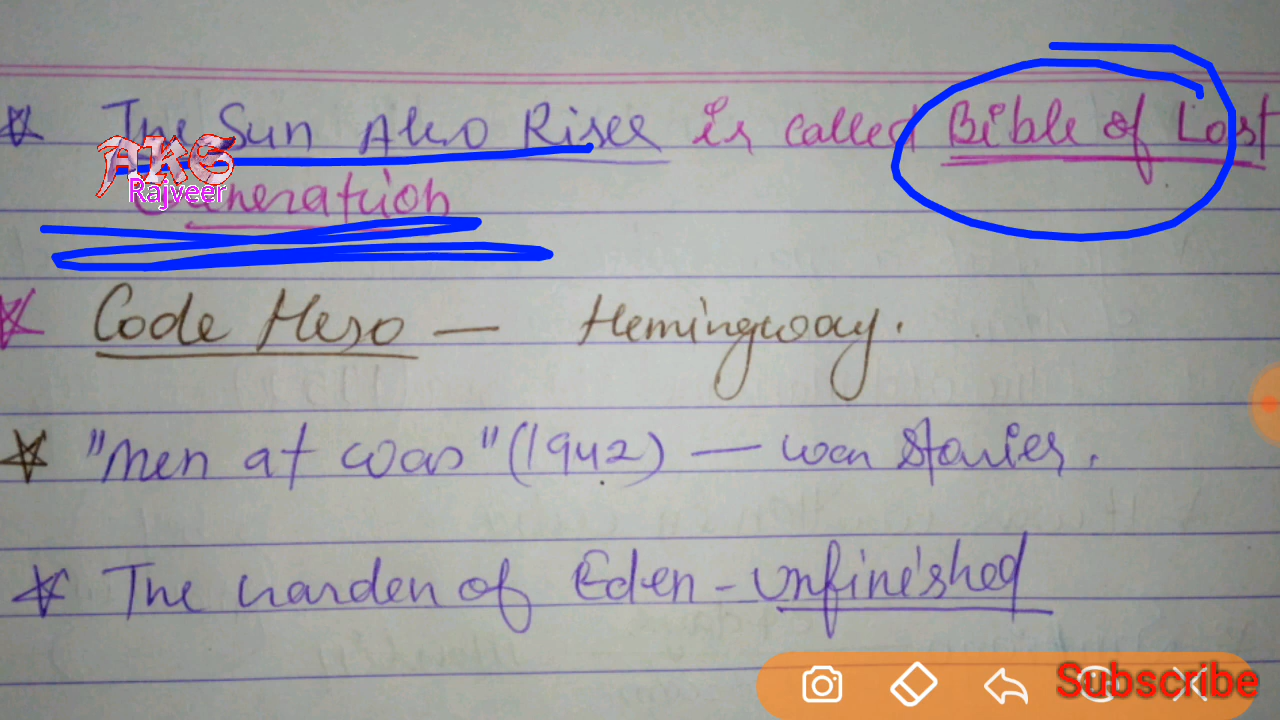 The Sun Also Rises is called Bible of Lost
AKG
Rajveer
Generation
Code Hero — Hemingway.
"Men at War" (1942) — War Stories.
The Garden of Eden - Unfinished
Subscribe